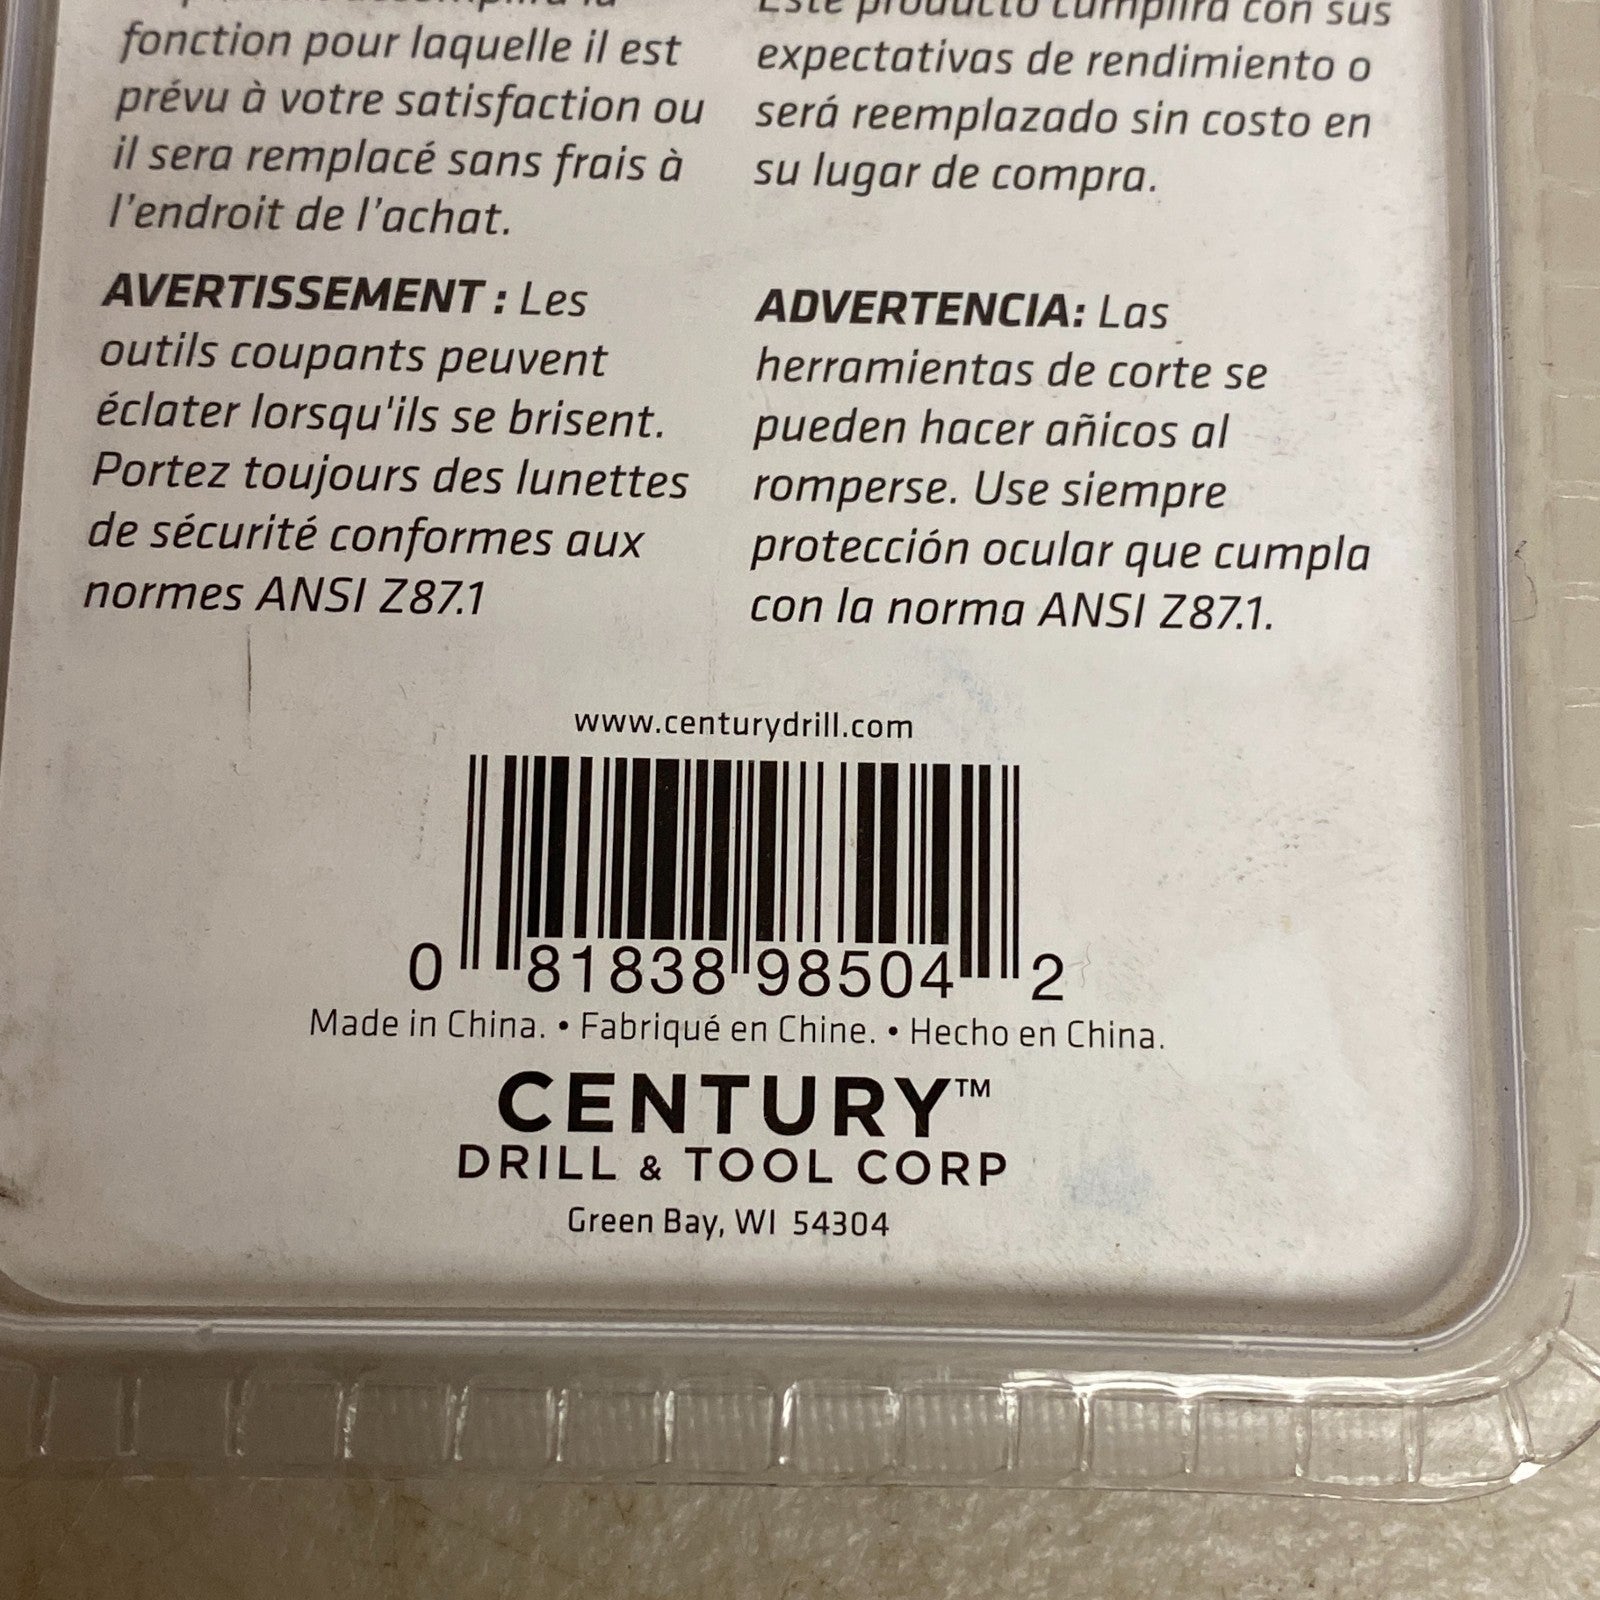 fonction pour laquelle il est
prévu à votre satisfaction ou
il sera remplacé sans frais à
l'endroit de l'achat.
AVERTISSEMENT : Les
outils coupants peuvent
éclater lorsqu'ils se brisent.
Portez toujours des lunettes
de sécurité conformes aux
normes ANSI Z87.1
Este producto cumplirá con sus
expectativas de rendimiento o
será reemplazado sin costo en
su lugar de compra.
ADVERTENCIA: Las
herramientas de corte se
pueden hacer añicos al
romperse. Use siempre
protección ocular que cumpla
con la norma ANSI Z87.1.
www.centurydrill.com
0 81838 98504 2
Made in China. • Fabriqué en Chine. • Hecho en China.
CENTURY™
DRILL & TOOL CORP
Green Bay, WI 54304